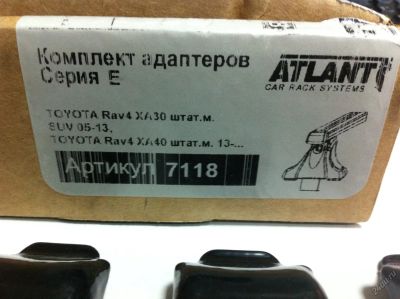 Комплект адаптеров
Серия E
ATLANT
CAR RACK SYSTEMS
TOYOTA Rav4 XA30 штат.м.
SUV 05-13,
TOYOTA Rav4 XA40 штат.м. 13-...
Артикул 7118